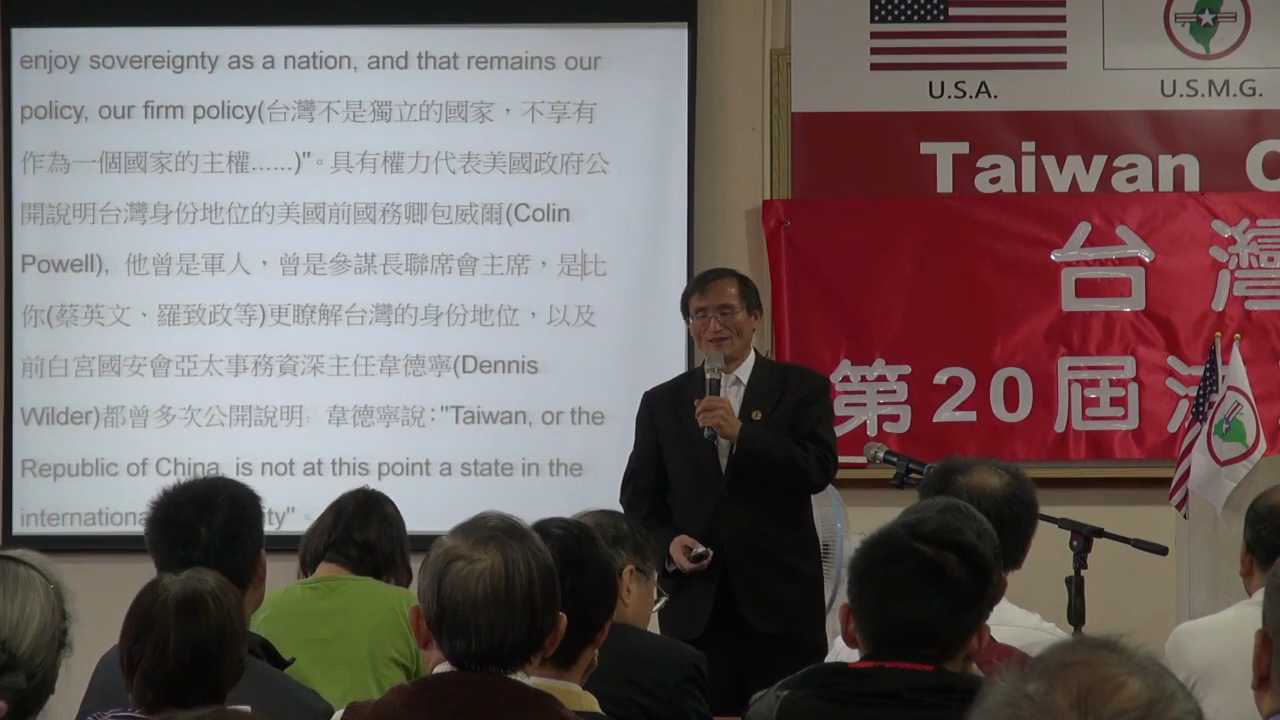 enjoy sovereignty as a nation, and that remains our
policy, our firm policy(台灣不是獨立的國家，不享有
作為一個國家的主權......)"。具有權力代表美國政府公
開說明台灣身份地位的美國前國務卿包威爾(Colin
Powell), 他曾是軍人，曾是參謀長聯席會主席，是比
你(蔡英文、羅致政等)更瞭解台灣的身份地位，以及
前白宮國安會亞太事務資深主任韋德寧(Dennis
Wilder)都曾多次公開說明: 韋德寧說："Taiwan, or the
Republic of China, is not at this point a state in the
internationa ity"。
U.S.A.
U.S.M.G.
Taiwan C
台灣
第20屆法